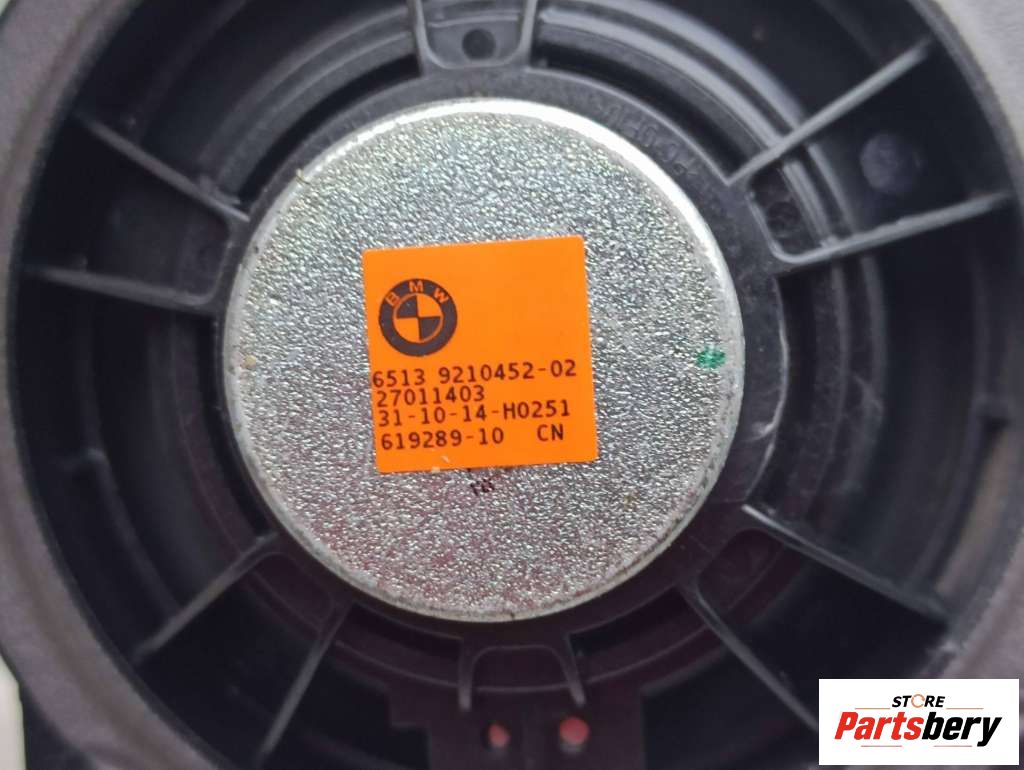 BMW
6513 9210452-02
27011403
31-10-14-H0251
619289-10 CN
STORE
Partsbery